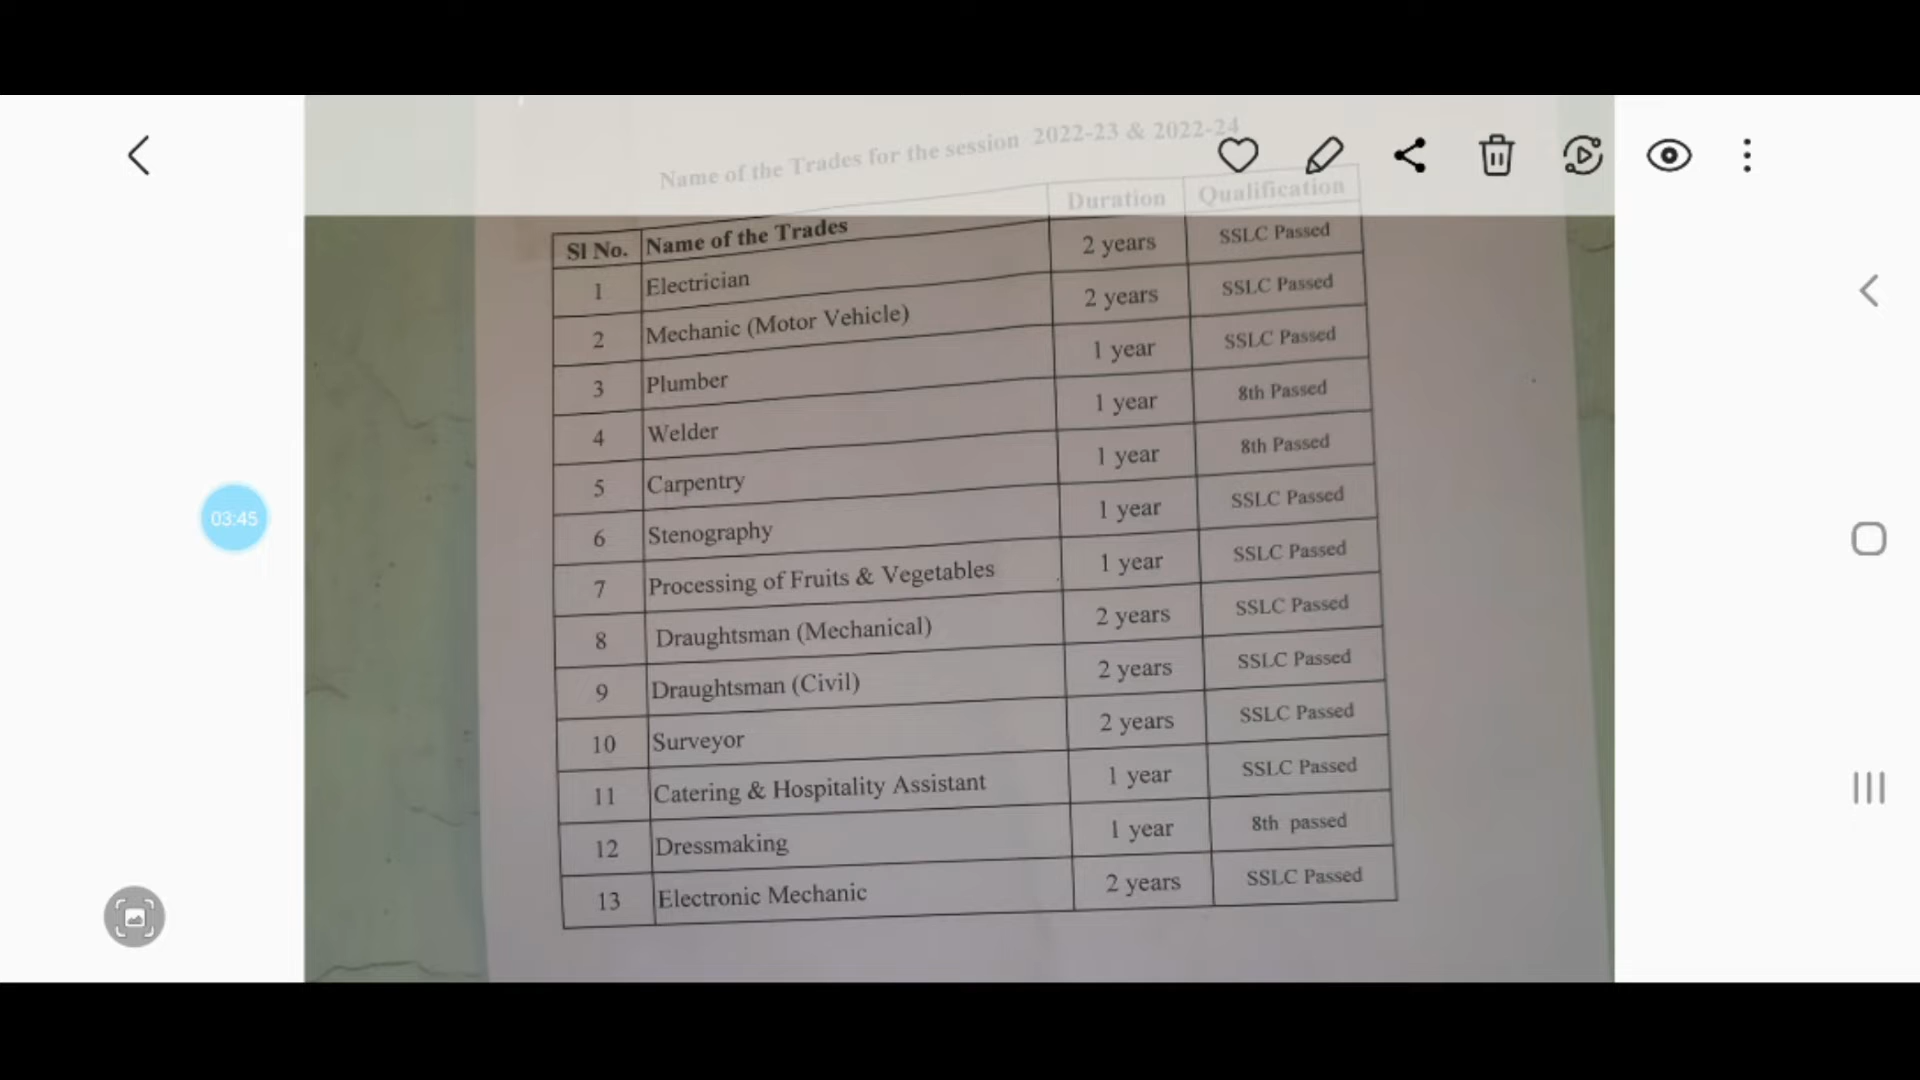 Name of the Trades for the session 2022-23 & 2022-24
Sl No. Name of the Trades Duration Qualification
1 Electrician 2 years SSLC Passed
2 Mechanic (Motor Vehicle) 2 years SSLC Passed
3 Plumber 1 year SSLC Passed
4 Welder 1 year 8th Passed
5 Carpentry 1 year 8th Passed
6 Stenography 1 year SSLC Passed
7 Processing of Fruits & Vegetables 1 year SSLC Passed
8 Draughtsman (Mechanical) 2 years SSLC Passed
9 Draughtsman (Civil) 2 years SSLC Passed
10 Surveyor 2 years SSLC Passed
11 Catering & Hospitality Assistant 1 year SSLC Passed
12 Dressmaking 1 year 8th passed
13 Electronic Mechanic 2 years SSLC Passed
03:45